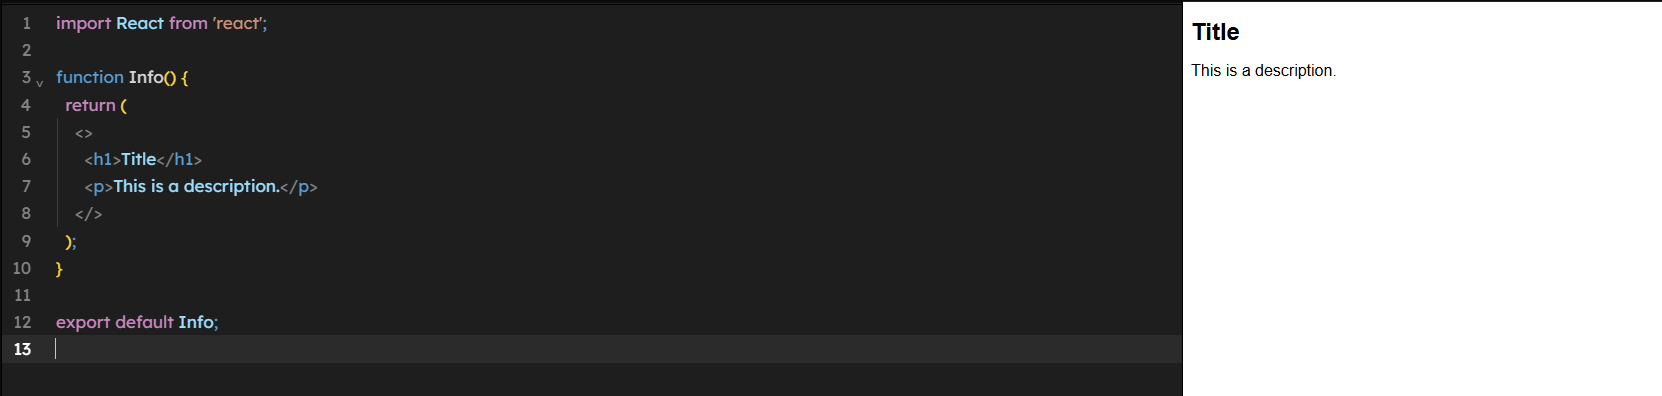 1 import React from 'react';
2
3 function Info() {
4 return (
5 <>
6 <h1>Title</h1>
7 <p>This is a description.</p>
8 </>
9 );
10 }
11
12 export default Info;
13
Title
This is a description.